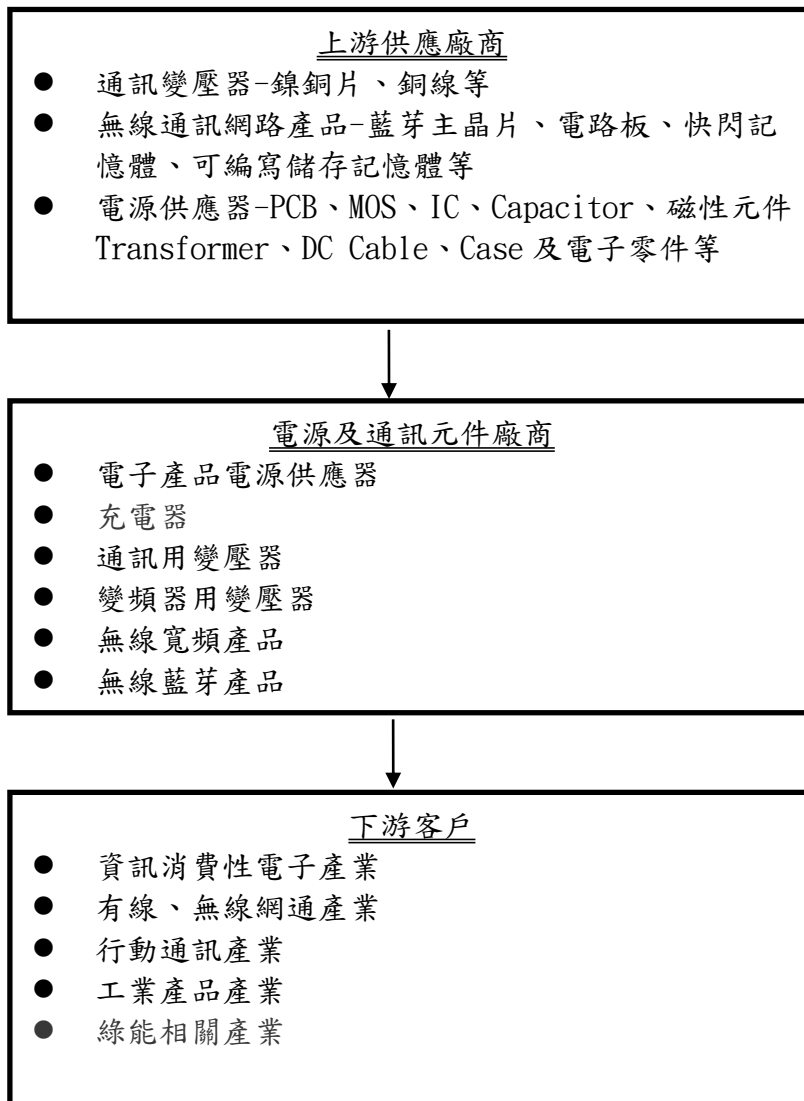 上游供應廠商
● 通訊變壓器-鎳銅片、銅線等
● 無線通訊網路產品-藍芽主晶片、電路板、快閃記
憶體、可編寫儲存記憶體等
● 電源供應器-PCB、MOS、IC、Capacitor、磁性元件
Transformer、DC Cable、Case 及電子零件等
電源及通訊元件廠商
● 電子產品電源供應器
● 充電器
● 通訊用變壓器
● 變頻器用變壓器
● 無線寬頻產品
● 無線藍芽產品
下游客戶
● 資訊消費性電子產業
● 有線、無線網通產業
● 行動通訊產業
● 工業產品產業
● 綠能相關產業